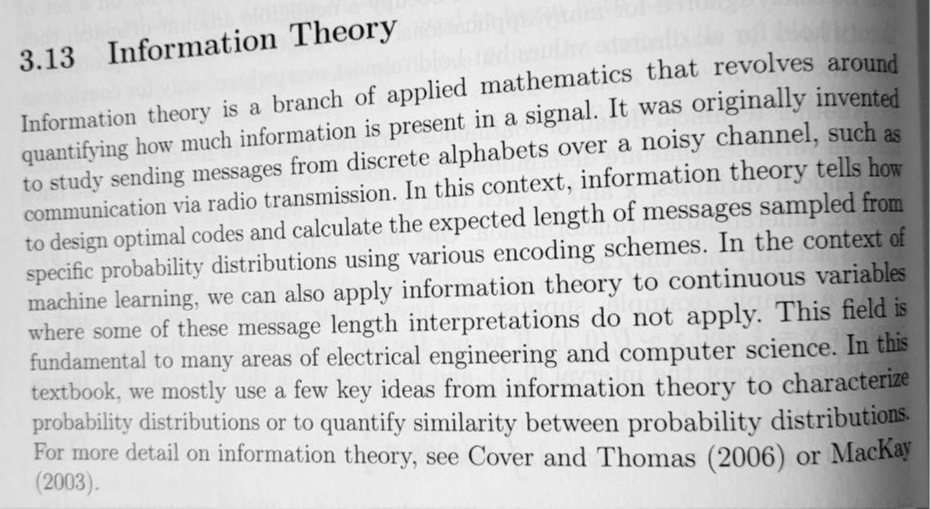 3.13 Information Theory
Information theory is a branch of applied mathematics that revolves around
quantifying how much information is present in a signal. It was originally invented
to study sending messages from discrete alphabets over a noisy channel, such as
communication via radio transmission. In this context, information theory tells how
to design optimal codes and calculate the expected length of messages sampled from
specific probability distributions using various encoding schemes. In the context of
machine learning, we can also apply information theory to continuous variables
where some of these message length interpretations do not apply. This field is
fundamental to many areas of electrical engineering and computer science. In this
textbook, we mostly use a few key ideas from information theory to characterize
probability distributions or to quantify similarity between probability distributions.
For more detail on information theory, see Cover and Thomas (2006) or MacKay
(2003).